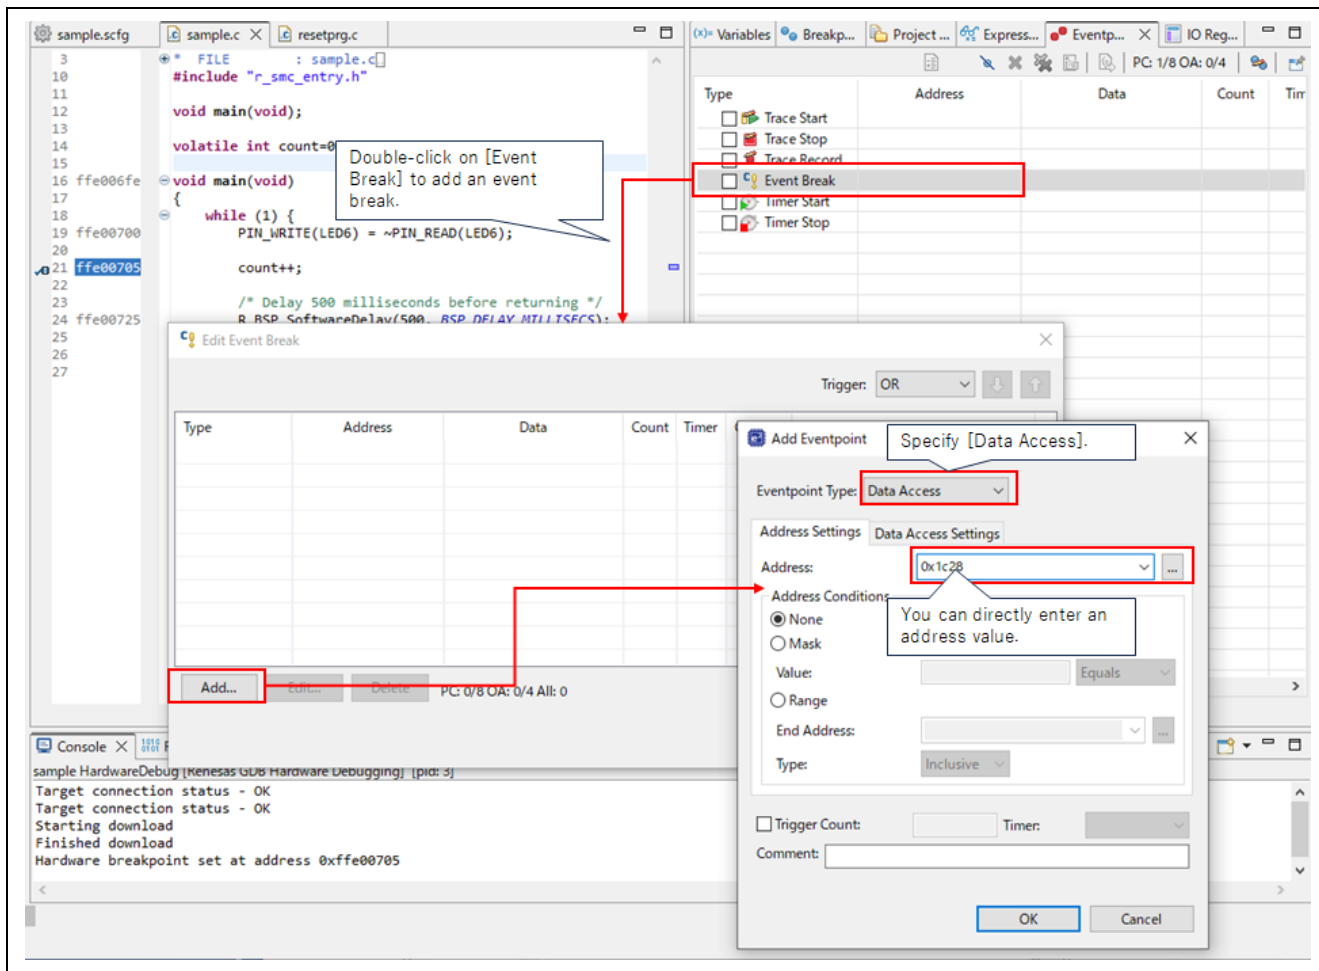 sample.scfg
sample.c
resetprg.c
3 * FILE : sample.c
10 #include "r_smc_entry.h"
11
12 void main(void);
13
14 volatile int count=0
15
16 ffe006fe void main(void)
17 {
18 while (1) {
19 ffe00700 PIN_WRITE(LED6) = ~PIN_READ(LED6);
20
21 ffe00705 count++;
22
23 /* Delay 500 milliseconds before returning */
24 ffe00725 R_BSP_SoftwareDelay(500, BSP_DELAY_MILLISECS);
25
26
27
Double-click on [Event
Break] to add an event
break.
(x)= Variables
Breakp...
Project ...
Express...
Eventp...
IO Reg...
PC: 1/8 OA: 0/4
Type Address Data Count Tim
Trace Start
Trace Stop
Trace Record
Event Break
Timer Start
Timer Stop
Edit Event Break
Trigger: OR
Type Address Data Count Timer
Add... Edit... Delete PC: 0/8 OA: 0/4 All: 0
Add Eventpoint
Specify [Data Access].
Eventpoint Type: Data Access
Address Settings Data Access Settings
Address: 0x1c28 ...
You can directly enter an
address value.
Address Conditions
None
Mask
Value: Equals
Range
End Address: ...
Type: Inclusive
Trigger Count: Timer:
Comment:
OK Cancel
Console
sample HardwareDebug [Renesas GDB Hardware Debugging] [pid: 3]
Target connection status - OK
Target connection status - OK
Starting download
Finished download
Hardware breakpoint set at address 0xffe00705